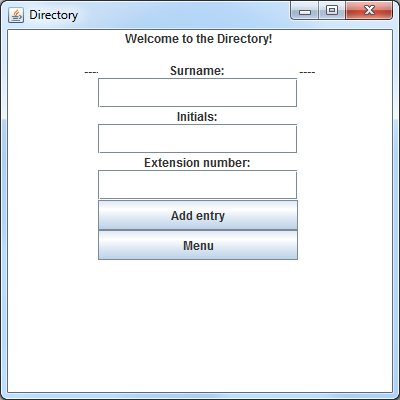 Directory
Welcome to the Directory!
---- Surname: ----
Initials:
Extension number:
Add entry
Menu